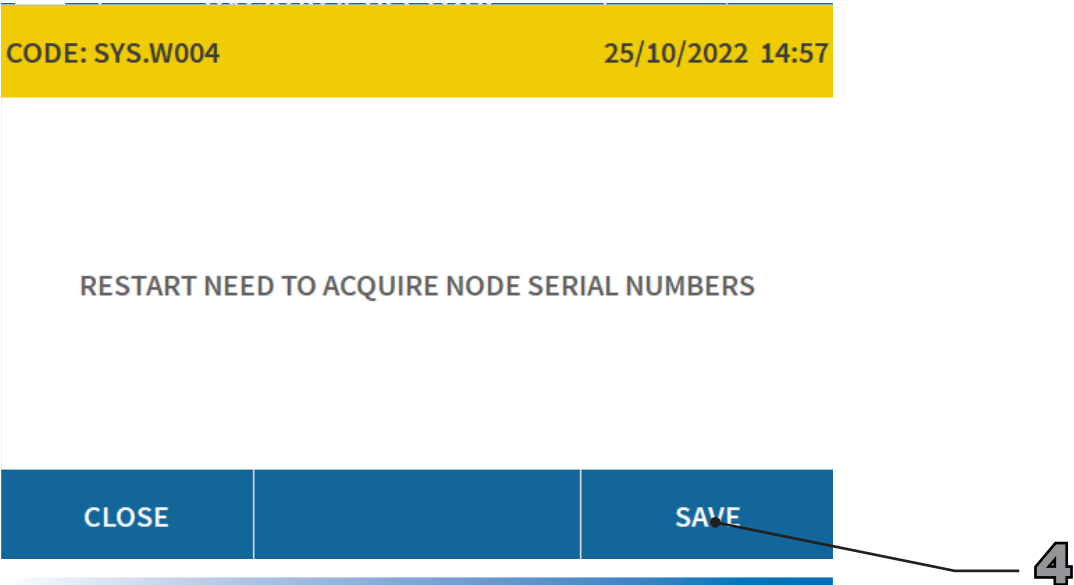 CODE: SYS.W004 25/10/2022 14:57
RESTART NEED TO ACQUIRE NODE SERIAL NUMBERS
CLOSE SAVE
4